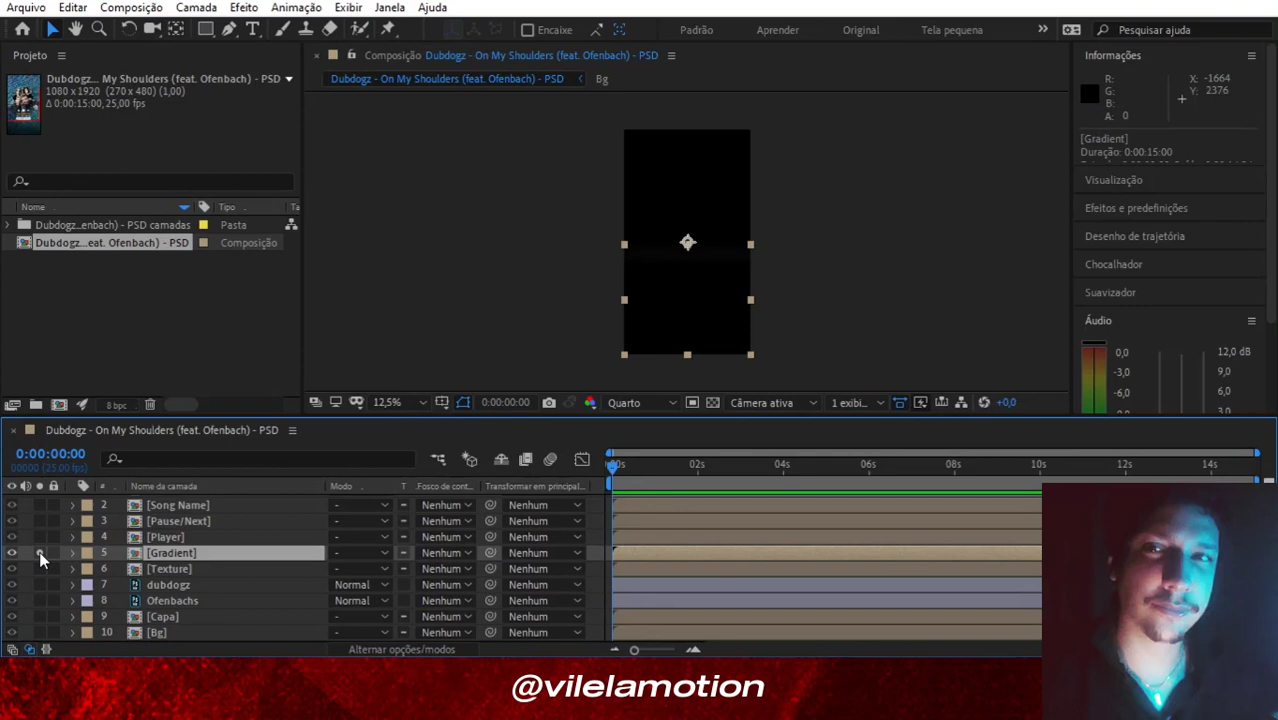 Arquivo Editar Composição Camada Efeito Animação Exibir Janela Ajuda
Encaixe Padrão Aprender Original Tela pequena Pesquisar ajuda
Projeto
Dubdogz... My Shoulders (feat. Ofenbach) - PSD
1080 x 1920 (270 x 480) (1,00)
Δ 0:00:15:00, 25,00 fps
Nome Tipo Ta
Dubdogz...enbach) - PSD camadas Pasta
Dubdogz...eat. Ofenbach) - PSD Composição
8 bpc
Composição Dubdogz - On My Shoulders (feat. Ofenbach) - PSD
Dubdogz - On My Shoulders (feat. Ofenbach) - PSD Bg
12,5% 0:00:00:00 Quarto Câmera ativa 1 exibi... +0,0
Informações
R: X: -1664
G: Y: 2376
B:
A: 0
[Gradient]
Duração: 0:00:15:00
Visualização
Efeitos e predefinições
Desenho de trajetória
Chocalhador
Suavizador
Áudio
0,0 12,0 dB
-3,0 9,0
-6,0 6,0
3,0
Dubdogz - On My Shoulders (feat. Ofenbach) - PSD
0:00:00:00
00000 (25.00 fps)
00s 02s 04s 06s 08s 10s 12s 14s
# Nome da camada Modo T Fosco de cont... Transformar em principal...
2 [Song Name] - Nenhum Nenhum
3 [Pause/Next] - Nenhum Nenhum
4 [Player] - Nenhum Nenhum
5 [Gradient] - Nenhum Nenhum
6 [Texture] - Nenhum Nenhum
7 dubdogz Normal Nenhum Nenhum
8 Ofenbachs Normal Nenhum Nenhum
9 [Capa] - Nenhum Nenhum
10 [Bg] - Nenhum Nenhum
Alternar opções/modos
@vilelamotion